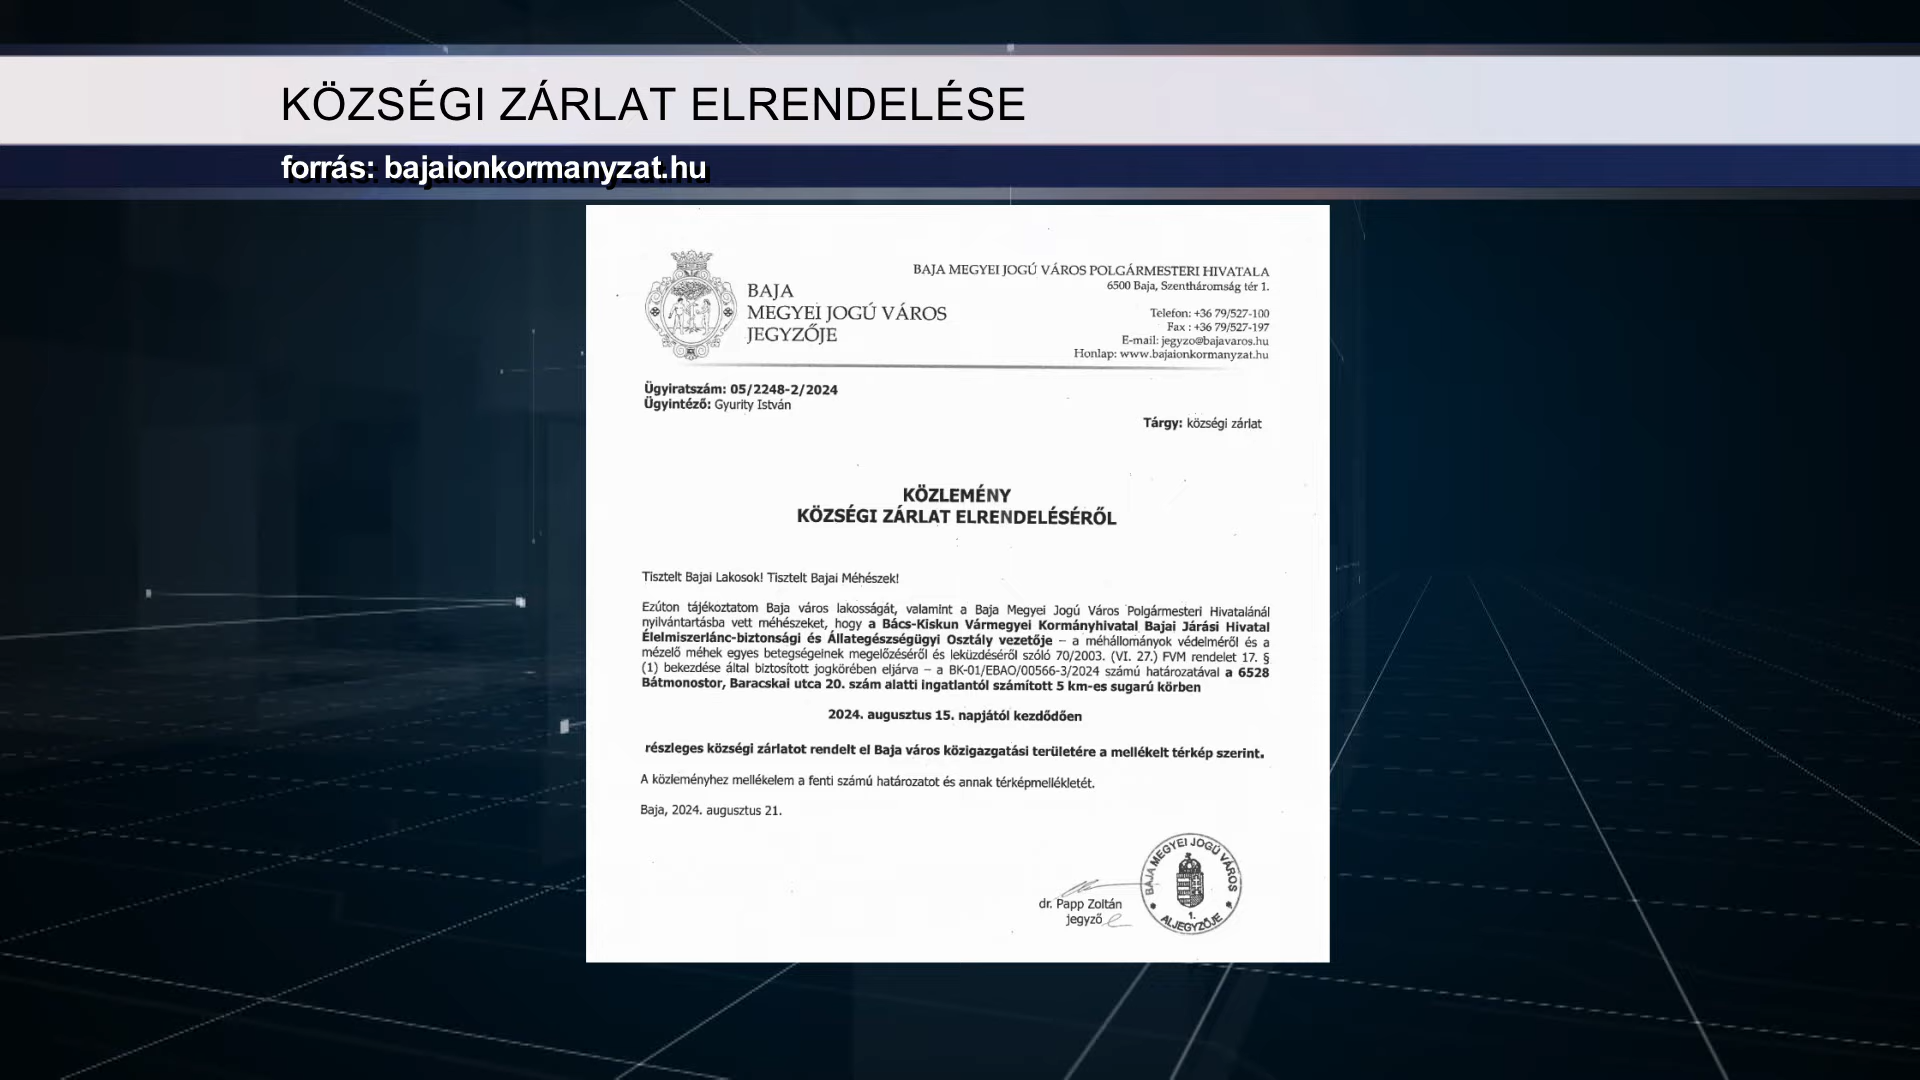 KÖZSÉGI ZÁRLAT ELRENDELÉSE
forrás: bajaionkormanyzat.hu
BAJA
MEGYEI JOGÚ VÁROS
JEGYZŐJE
BAJA MEGYEI JOGÚ VÁROS POLGÁRMESTERI HIVATALA
6500 Baja, Szentháromság tér 1.
Telefon: +36 79/527-100
Fax : +36 79/527-197
E-mail: jegyzo@bajavaros.hu
Honlap: www.bajaionkormanyzat.hu
Ügyiratszám: 05/2248-2/2024
Ügyintéző: Gyurity István
Tárgy: községi zárlat
KÖZLEMÉNY
KÖZSÉGI ZÁRLAT ELRENDELÉSÉRŐL
Tisztelt Bajai Lakosok! Tisztelt Bajai Méhészek!
Ezúton tájékoztatom Baja város lakosságát, valamint a Baja Megyei Jogú Város Polgármesteri Hivatalánál
nyilvántartásba vett méhészeket, hogy a Bács-Kiskun Vármegyei Kormányhivatal Bajai Járási Hivatal
Élelmiszerlánc-biztonsági és Állategészségügyi Osztály vezetője – a méhállományok védelméről és a
mézelő méhek egyes betegségeinek megelőzéséről és leküzdéséről szóló 70/2003. (VI. 27.) FVM rendelet 17. §
(1) bekezdése által biztosított jogkörében eljárva – a BK-01/EBAO/00566-3/2024 számú határozatával a 6528
Bátmonostor, Baracskai utca 20. szám alatti ingatlantól számított 5 km-es sugarú körben
2024. augusztus 15. napjától kezdődően
részleges községi zárlatot rendelt el Baja város közigazgatási területére a mellékelt térkép szerint.
A közleményhez mellékelem a fenti számú határozatot és annak térképmellékletét.
Baja, 2024. augusztus 21.
dr. Papp Zoltán
jegyző
BAJA MEGYEI JOGÚ VÁROS
1.
ALJEGYZŐJE